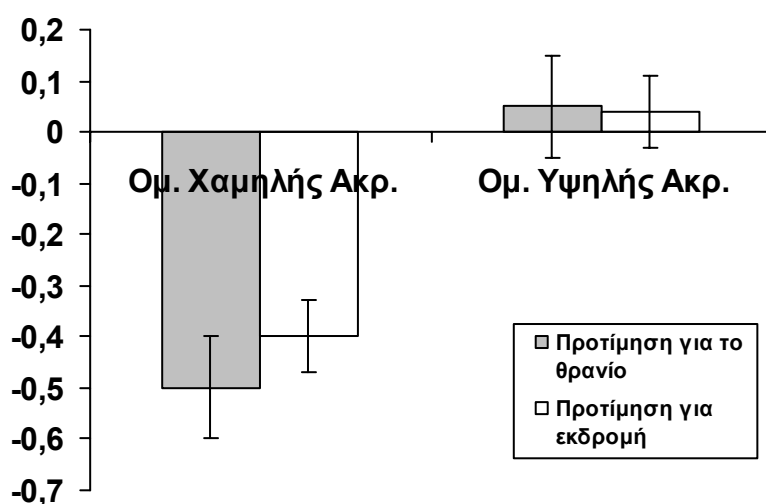 0,2
0,1
0
-0,1
-0,2
-0,3
-0,4
-0,5
-0,6
-0,7
Ομ. Χαμηλής Ακρ.
Ομ. Υψηλής Ακρ.
Προτίμηση για το
θρανίο
Προτίμηση για
εκδρομή